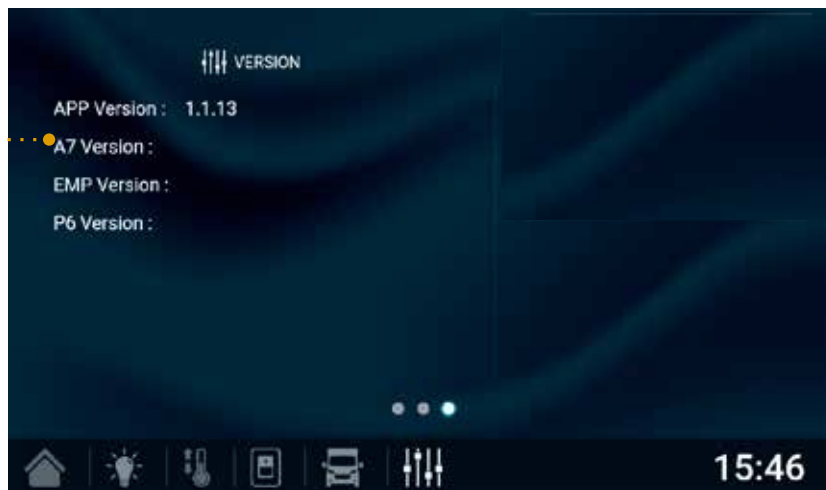 VERSION
APP Version : 1.1.13
A7 Version :
EMP Version :
P6 Version :
15:46